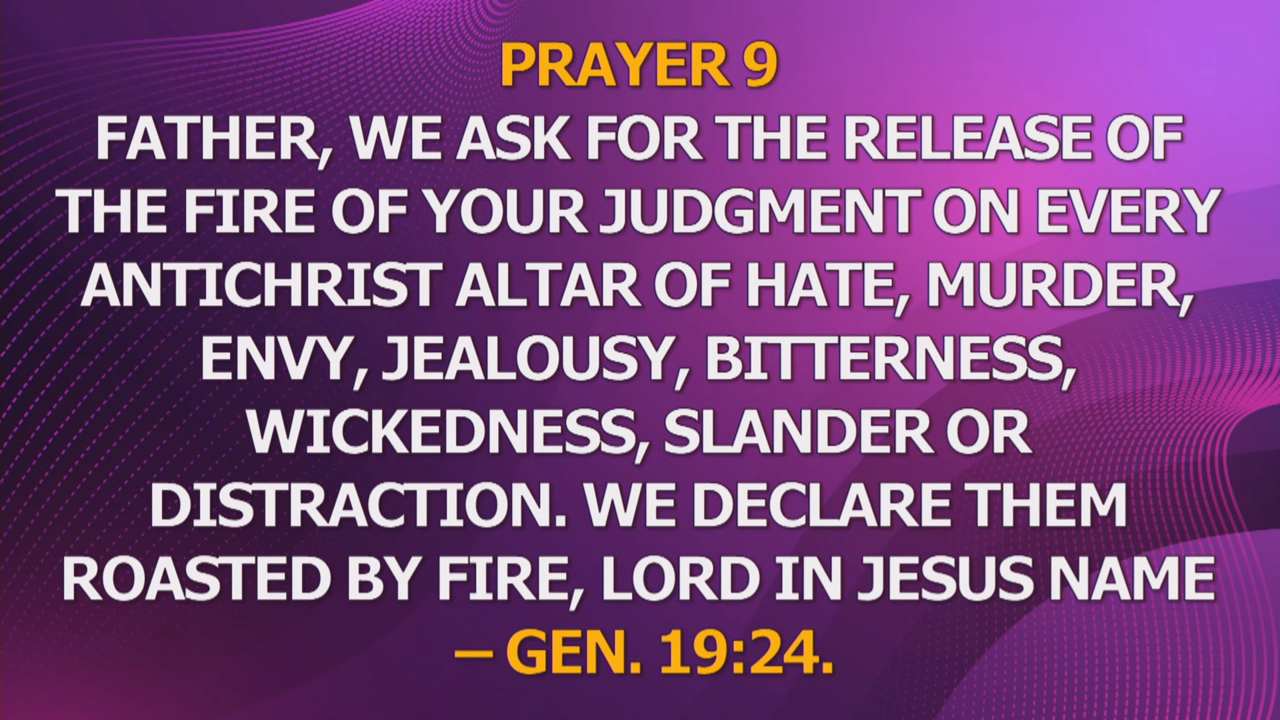 PRAYER 9
FATHER, WE ASK FOR THE RELEASE OF
THE FIRE OF YOUR JUDGMENT ON EVERY
ANTICHRIST ALTAR OF HATE, MURDER,
ENVY, JEALOUSY, BITTERNESS,
WICKEDNESS, SLANDER OR
DISTRACTION. WE DECLARE THEM
ROASTED BY FIRE, LORD IN JESUS NAME
– GEN. 19:24.